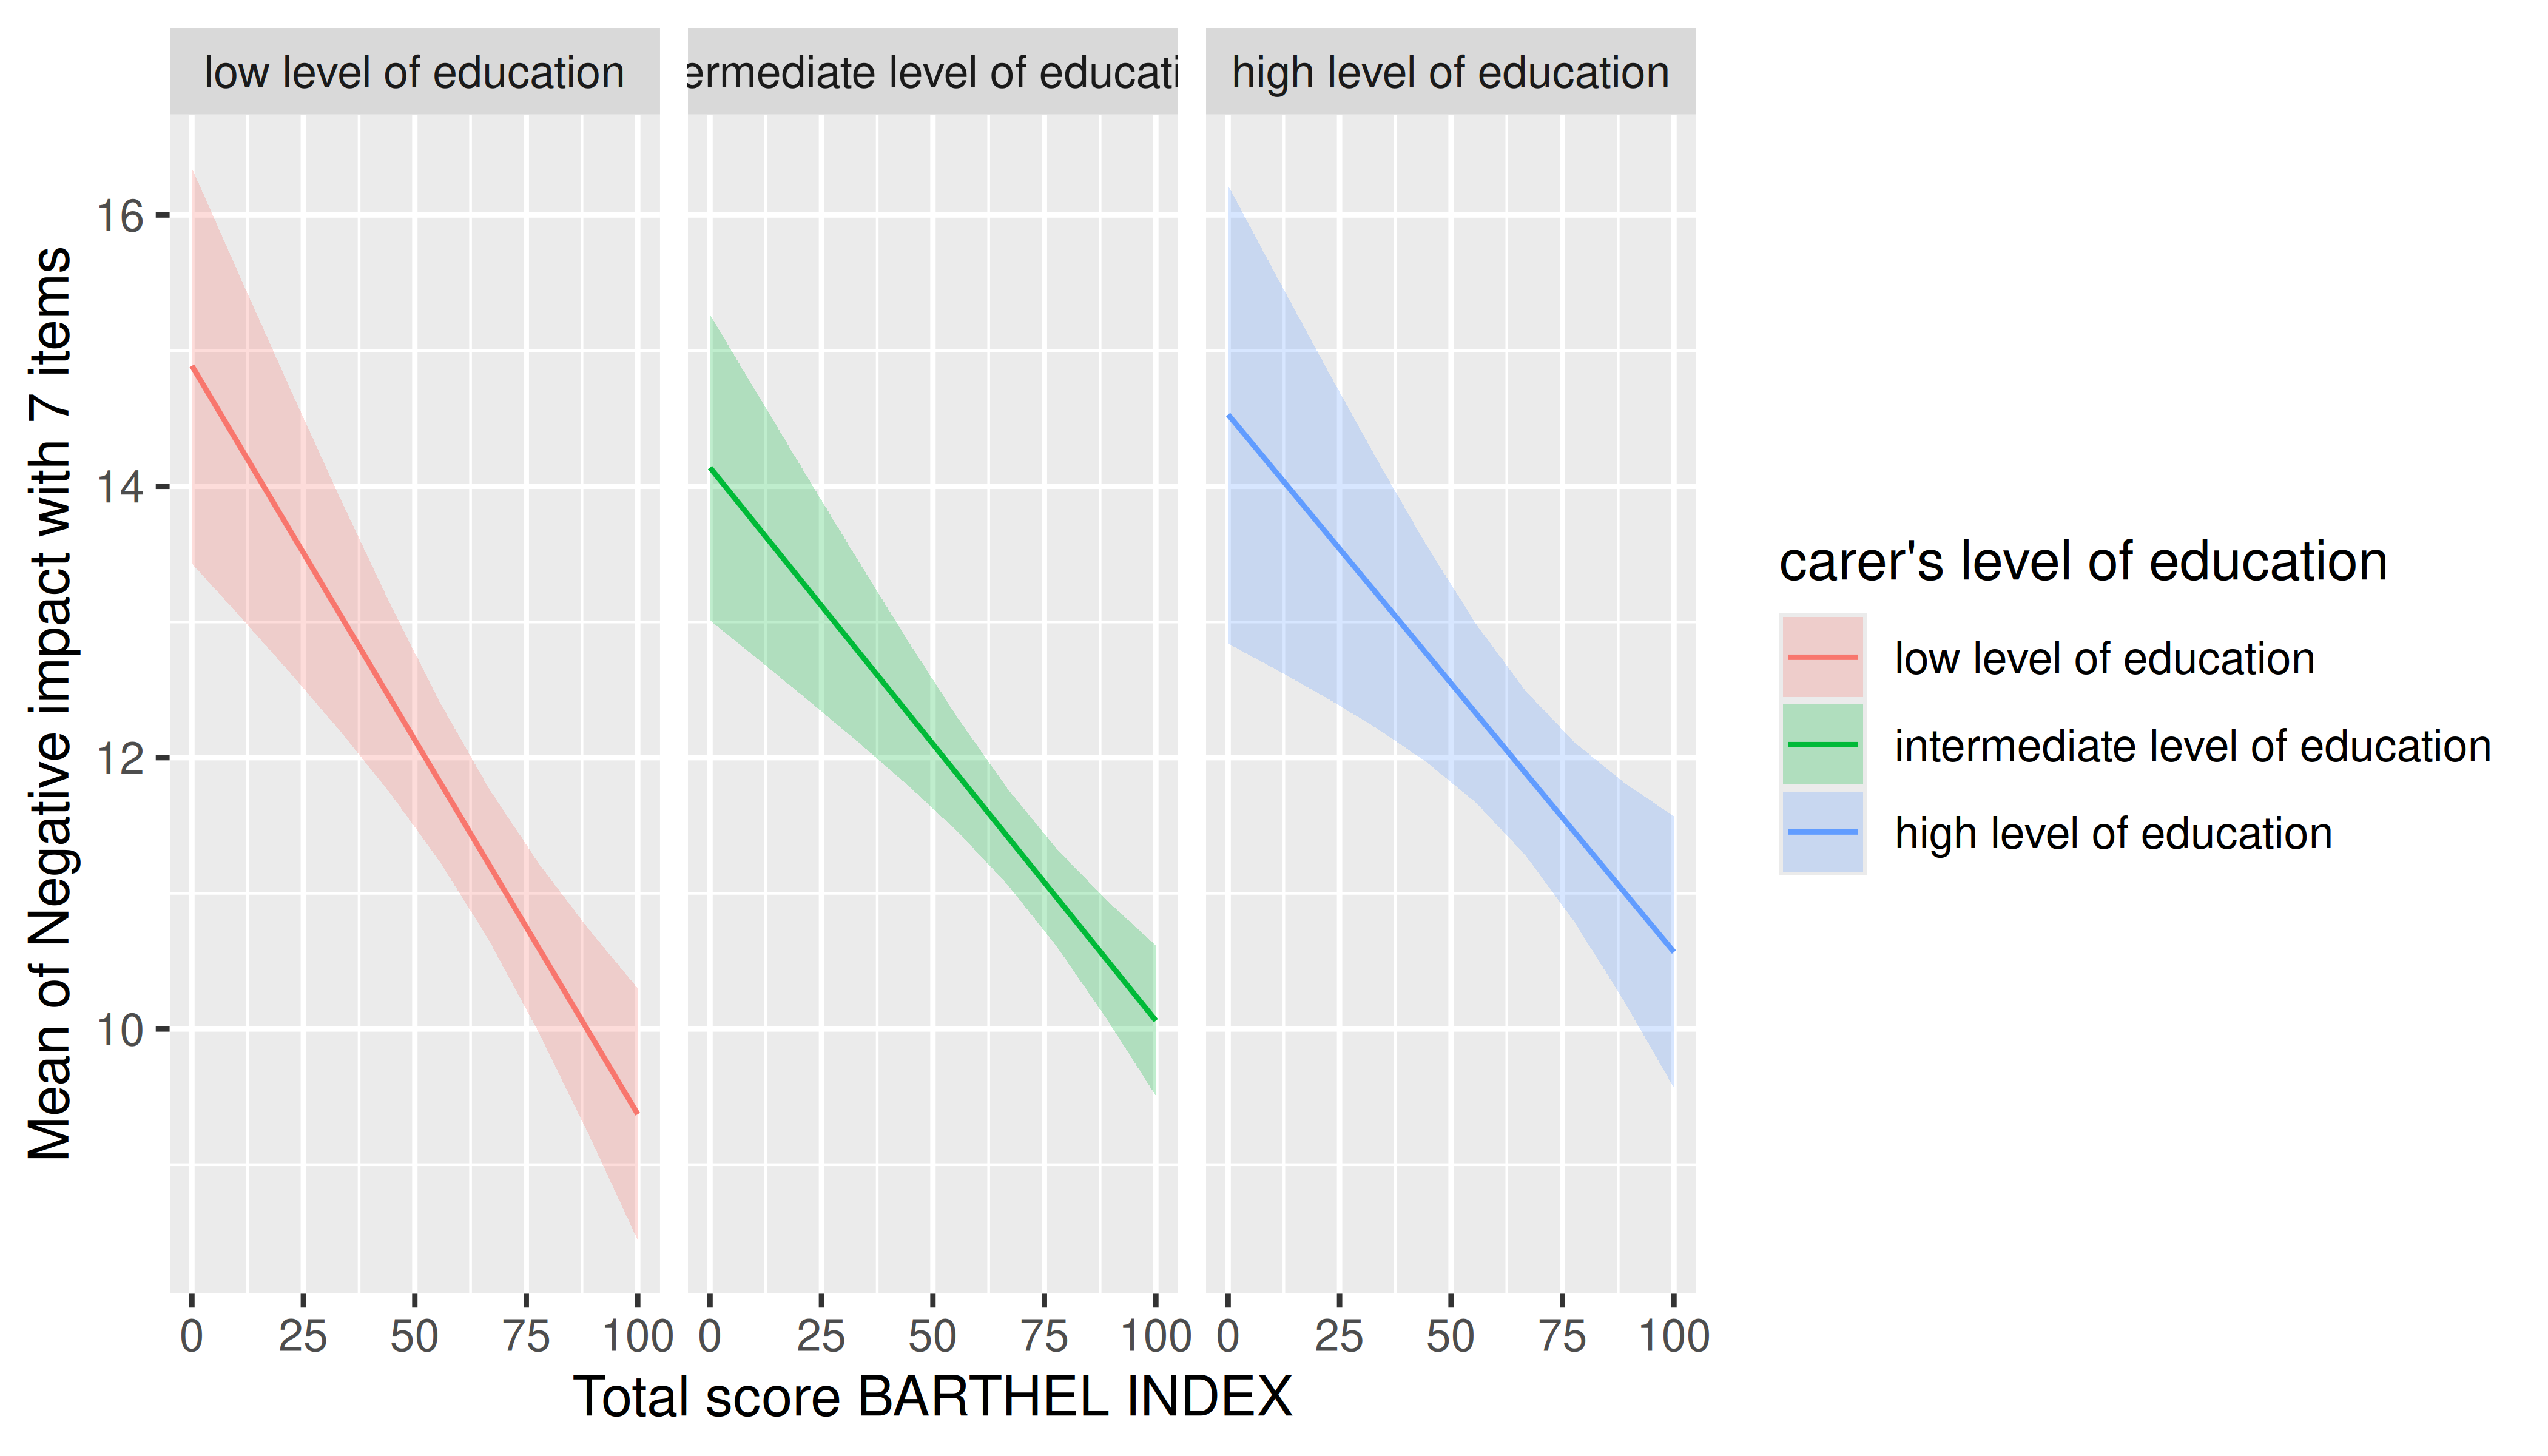 low level of education
ermediate level of educati
high level of education
Mean of Negative impact with 7 items
16
14
12
10
0 25 50 75 100
0 25 50 75 100
0 25 50 75 100
Total score BARTHEL INDEX
carer's level of education
low level of education
intermediate level of education
high level of education